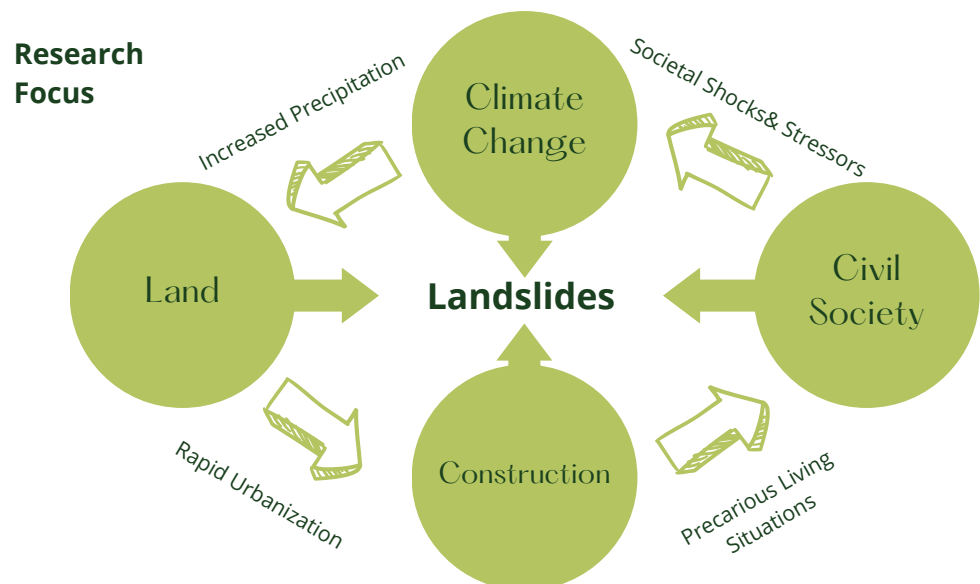 Research
Focus
Increased Precipitation
Climate
Change
Societal Shocks& Stressors
Land
Landslides
Civil
Society
Rapid Urbanization
Construction
Precarious Living
Situations